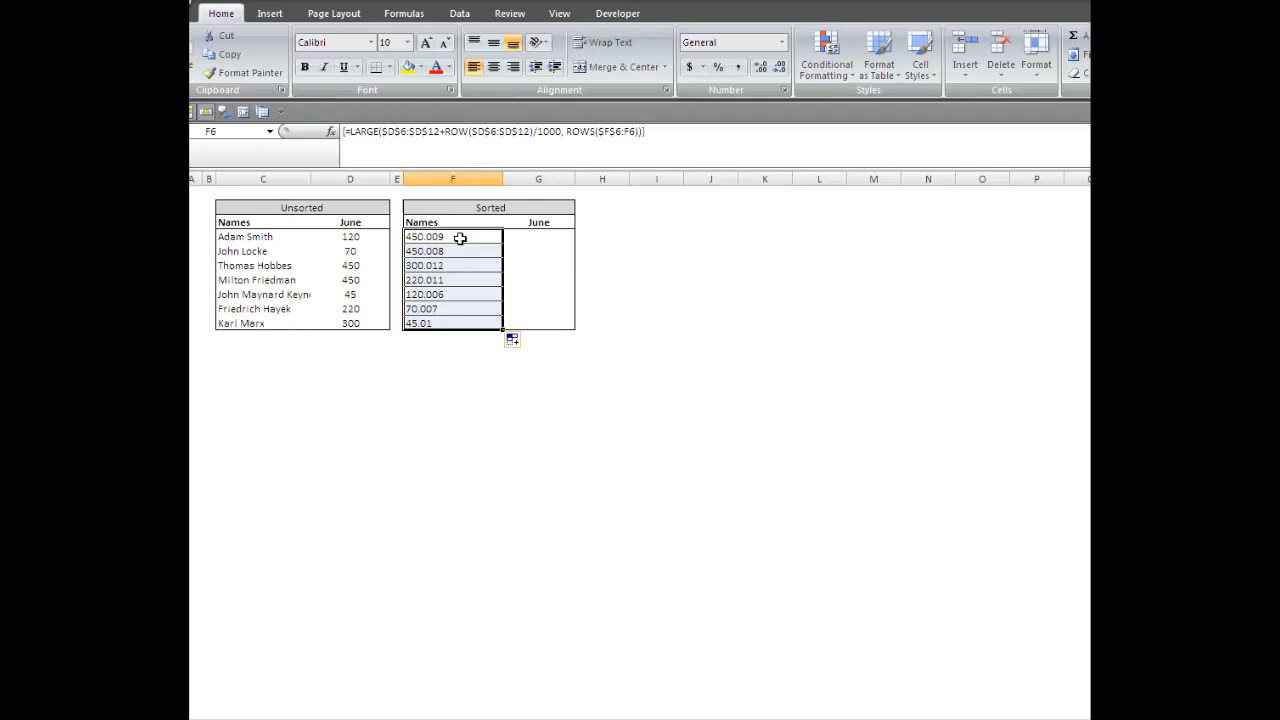 Home Insert Page Layout Formulas Data Review View Developer
Cut
Copy
Format Painter
Clipboard
Calibri 10
B I U
Font
Wrap Text
Merge & Center
Alignment
General
$ % ,
Number
Conditional Formatting
Format as Table
Cell Styles
Styles
Insert Delete Format
Cells
F6 fx {=LARGE($D$6:$D$12+ROW($D$6:$D$12)/1000, ROWS($F$6:F6))}
A B C D E F G H I J K L M N O P
Unsorted Sorted
Names June Names June
Adam Smith 120 450.009
John Locke 70 450.008
Thomas Hobbes 450 300.012
Milton Friedman 450 220.011
John Maynard Keyn 45 120.006
Friedrich Hayek 220 70.007
Karl Marx 300 45.01